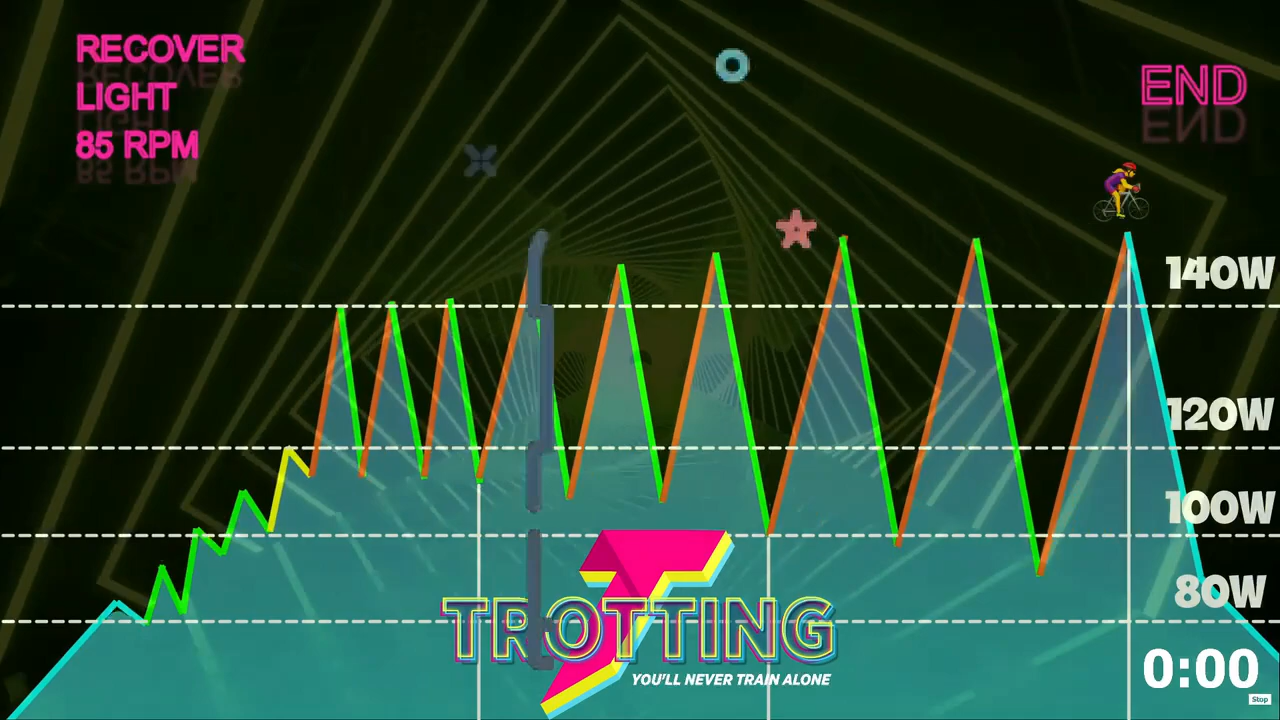 RECOVER
LIGHT
85 RPM
END
140W
120W
100W
80W
TROTTING
YOU'LL NEVER TRAIN ALONE
0:00
Stop